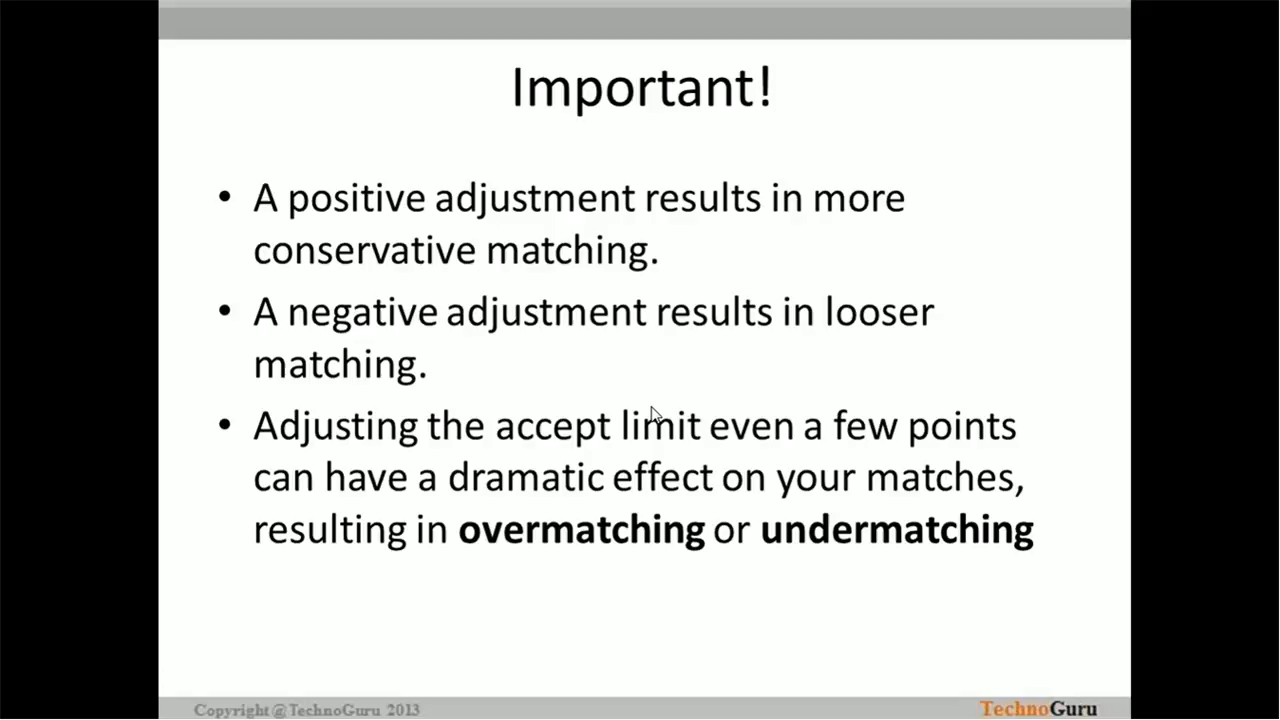 Important!
• A positive adjustment results in more
conservative matching.
• A negative adjustment results in looser
matching.
• Adjusting the accept limit even a few points
can have a dramatic effect on your matches,
resulting in overmatching or undermatching
Copyright@TechnoGuru 2013
TechnoGuru